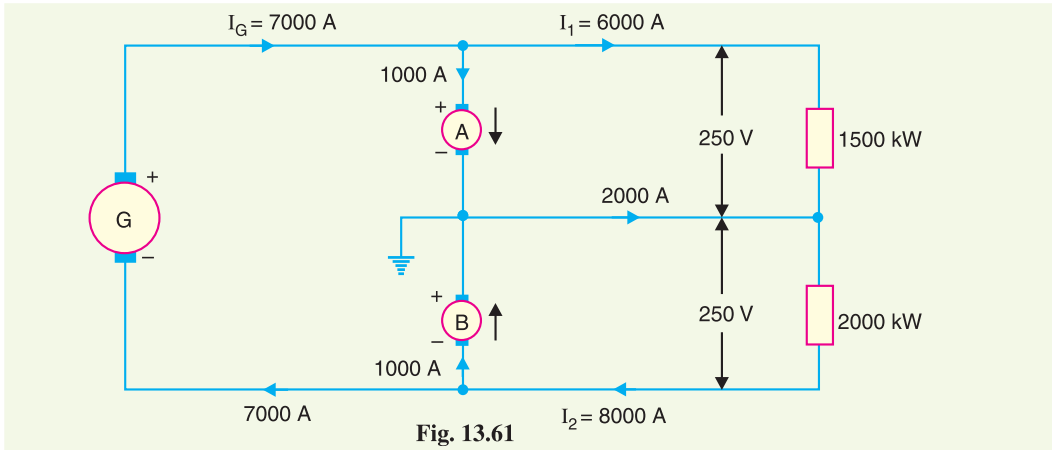 I_G = 7000 A
I_1 = 6000 A
1000 A
+
A
–
250 V
1500 kW
+
G
–
2000 A
+
B
–
250 V
2000 kW
1000 A
7000 A
I_2 = 8000 A
Fig. 13.61